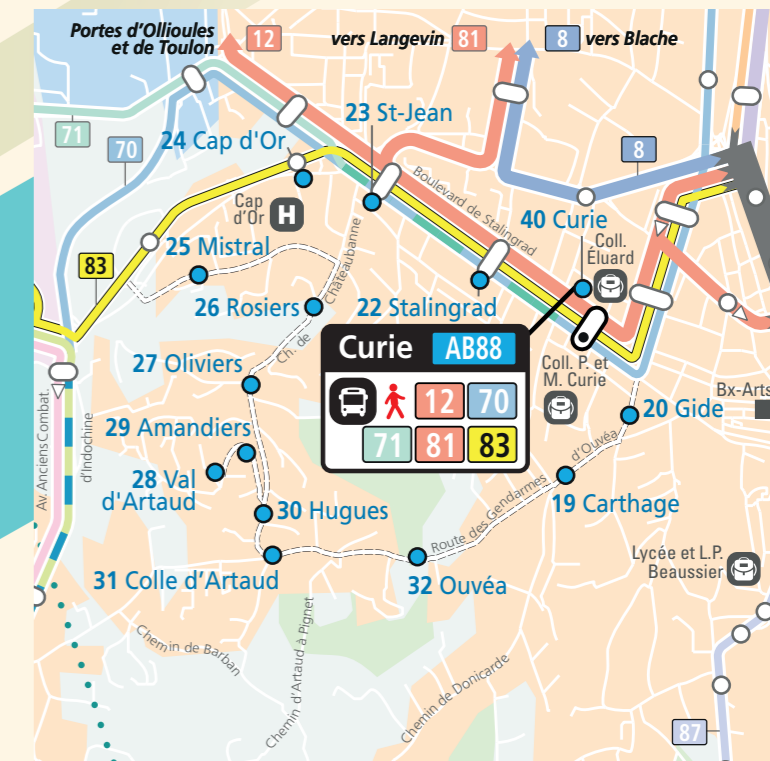 Portes d'Ollioules
et de Toulon
12
vers Langevin
81
8
vers Blache
71
70
23 St-Jean
24 Cap d'Or
8
Boulevard de Stalingrad
Cap
d'Or
H
40 Curie
Coll.
Éluard
25 Mistral
83
Ch. de Châteaubanne
26 Rosiers
22 Stalingrad
Curie AB88
12 70
71 81 83
Coll. P. et
M. Curie
27 Oliviers
Bx-Arts
20 Gide
29 Amandiers
28 Val
d'Artaud
Av. Anciens Combat.
d'Indochine
30 Hugues
19 Carthage
Route des Gendarmes d'Ouvéa
31 Colle d'Artaud
32 Ouvéa
Lycée et L.P.
Beaussier
Chemin de Barban
Chemin d'Artaud à Pignet
Chemin de Donicarde
87